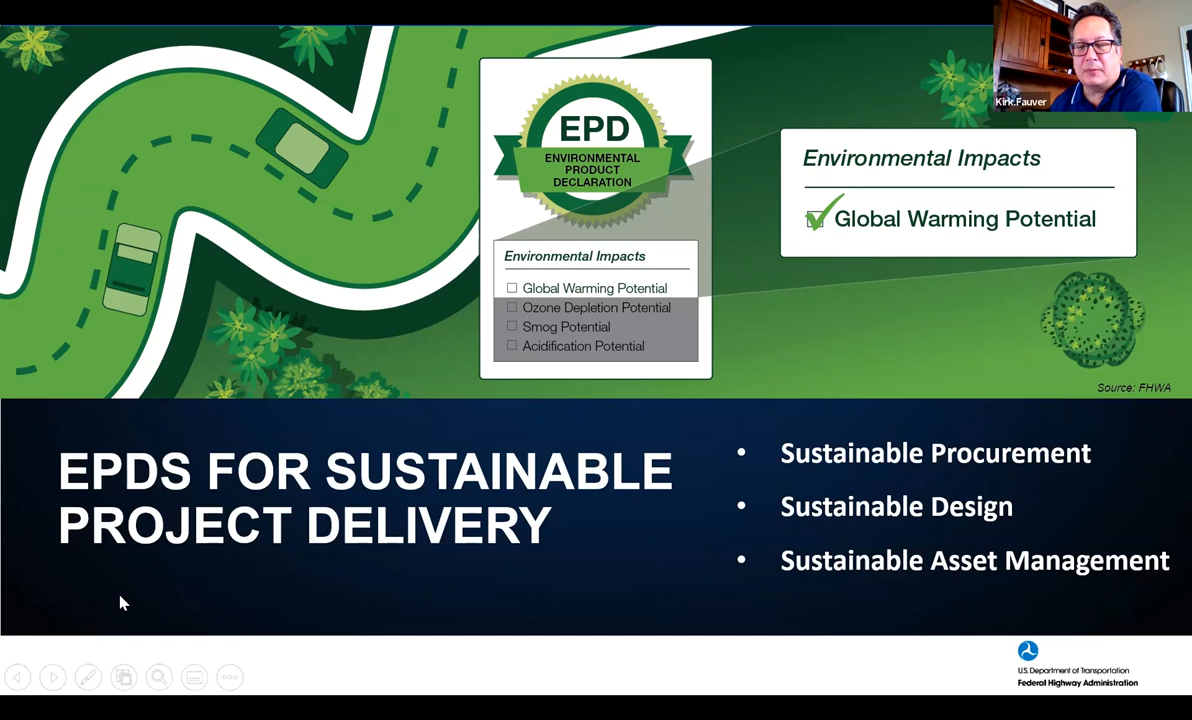 Kirk.Fauver
EPD
ENVIRONMENTAL
PRODUCT
DECLARATION
Environmental Impacts
Global Warming Potential
Ozone Depletion Potential
Smog Potential
Acidification Potential
Environmental Impacts
Global Warming Potential
Source: FHWA
EPDS FOR SUSTAINABLE
PROJECT DELIVERY
• Sustainable Procurement
• Sustainable Design
• Sustainable Asset Management
U.S. Department of Transportation
Federal Highway Administration